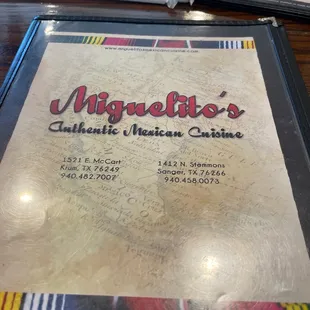 Miguelito's
Authentic Mexican Cuisine
1521 E. McCart
Krum, TX 76249
940.482.7007
1412 N. Stemmons
Sanger, TX 76266
940.458.0073